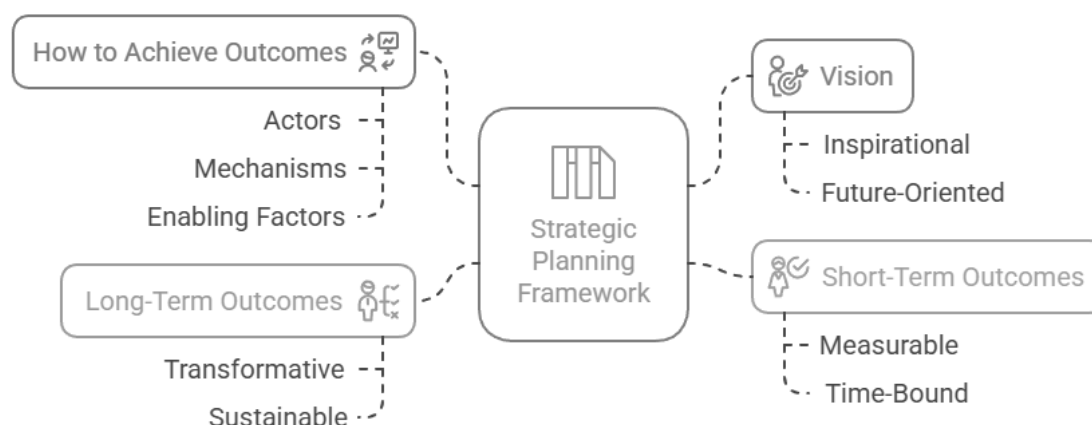 How to Achieve Outcomes
Actors
Mechanisms
Enabling Factors
Long-Term Outcomes
Transformative
Sustainable
Strategic
Planning
Framework
Vision
Inspirational
Future-Oriented
Short-Term Outcomes
Measurable
Time-Bound